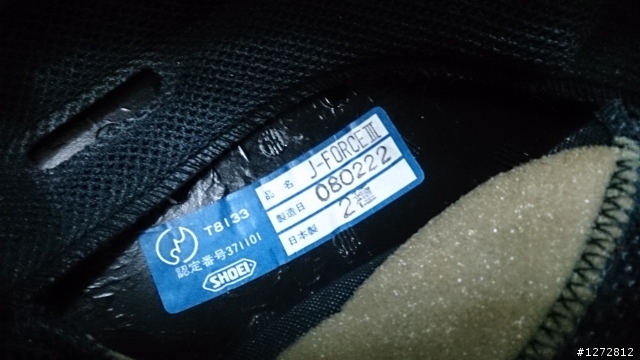 T8133
認定番号371101
SHOEI
品名 J-FORCEⅢ
製造日 080222
2種
日本製
#1272812